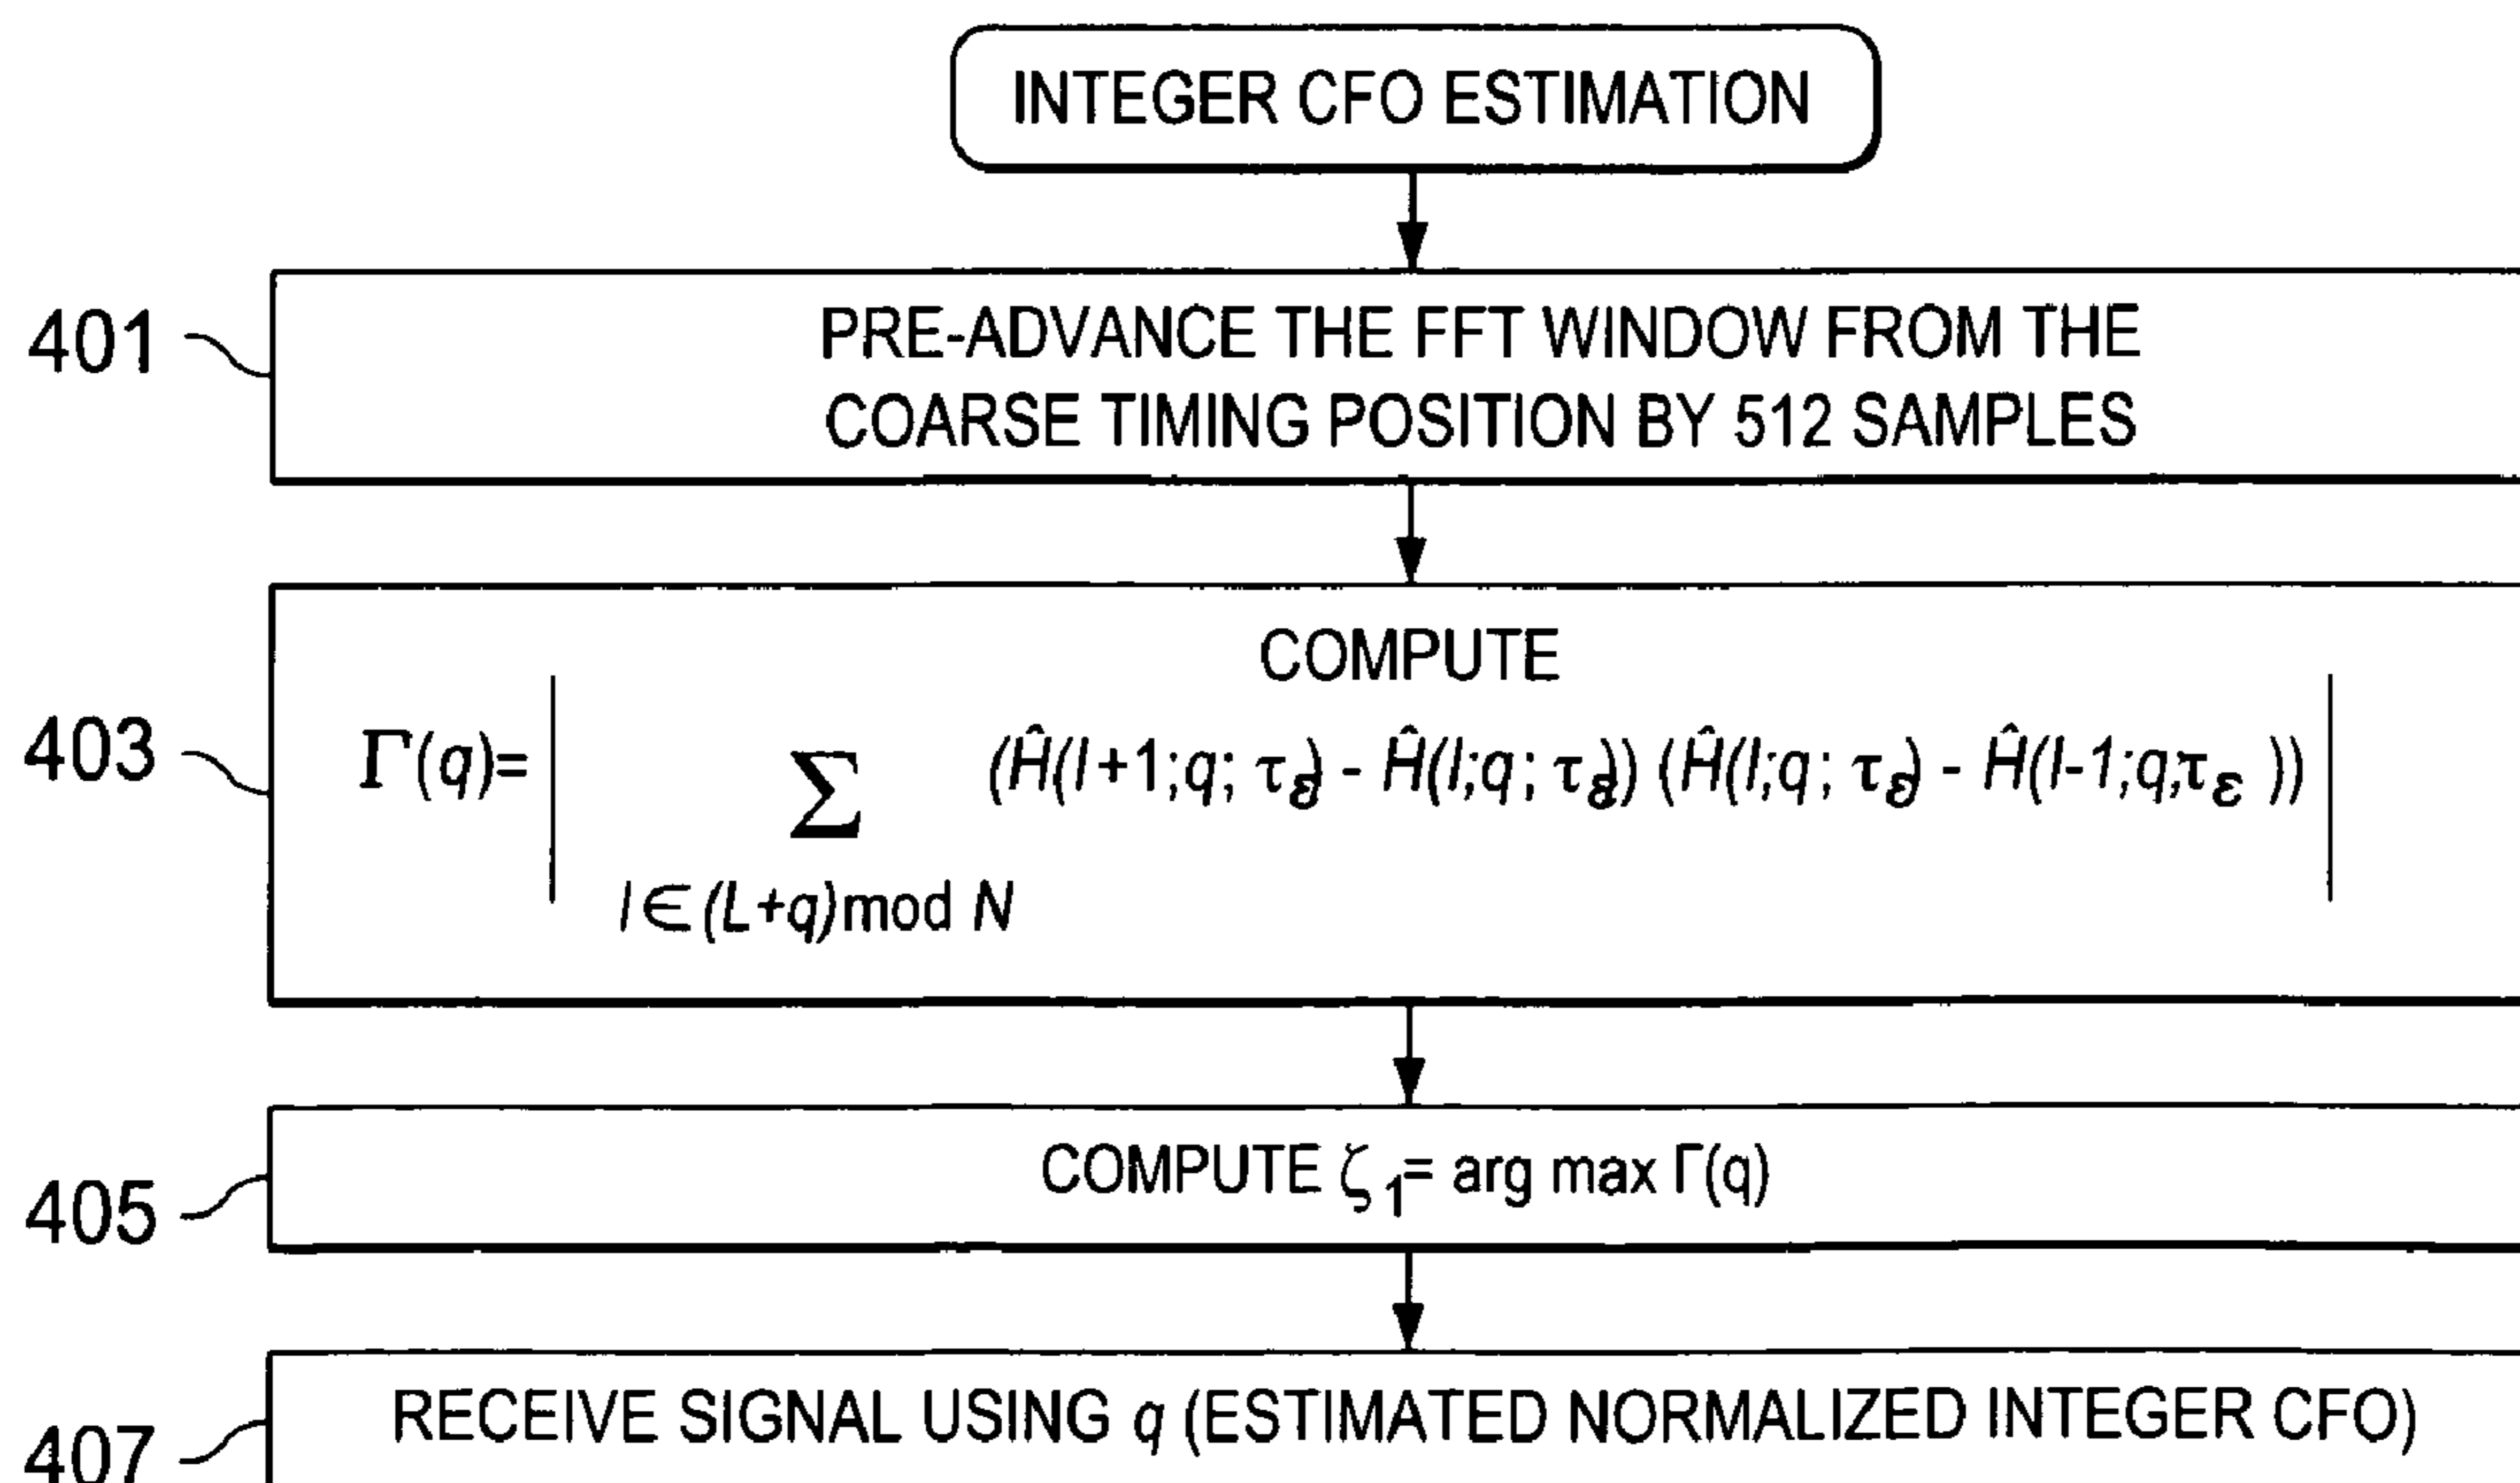 INTEGER CFO ESTIMATION
401
PRE-ADVANCE THE FFT WINDOW FROM THE
COARSE TIMING POSITION BY 512 SAMPLES
403
COMPUTE
Γ(q)= | Σ (Ĥ(l+1;q; τε) - Ĥ(l;q; τε)) (Ĥ(l;q; τε) - Ĥ(l-1;q,τε )) |
l∈(L+q)mod N
405
COMPUTE ζ1= arg max Γ(q)
407
RECEIVE SIGNAL USING q (ESTIMATED NORMALIZED INTEGER CFO)